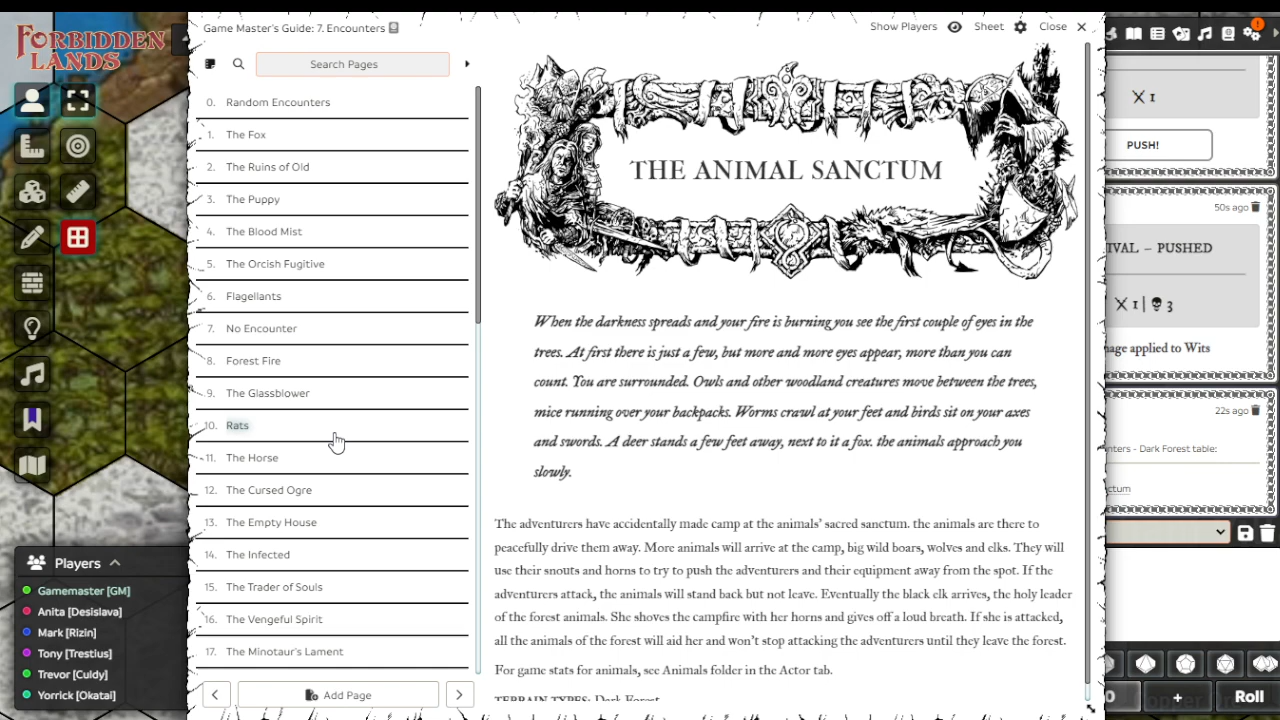 FORBIDDEN
LANDS
Game Master's Guide: 7. Encounters
Show Players
Sheet
Close
Search Pages
0. Random Encounters
1. The Fox
2. The Ruins of Old
3. The Puppy
4. The Blood Mist
5. The Orcish Fugitive
6. Flagellants
7. No Encounter
8. Forest Fire
9. The Glassblower
10. Rats
11. The Horse
12. The Cursed Ogre
13. The Empty House
14. The Infected
15. The Trader of Souls
16. The Vengeful Spirit
17. The Minotaur's Lament
Add Page
THE ANIMAL SANCTUM
When the darkness spreads and your fire is burning you see the first couple of eyes in the
trees. At first there is just a few, but more and more eyes appear, more than you can
count. You are surrounded. Owls and other woodland creatures move between the trees,
mice running over your backpacks. Worms crawl at your feet and birds sit on your axes
and swords. A deer stands a few feet away, next to it a fox. the animals approach you
slowly.
The adventurers have accidentally made camp at the animals' sacred sanctum. the animals are there to
peacefully drive them away. More animals will arrive at the camp, big wild boars, wolves and elks. They will
use their snouts and horns to try to push the adventurers and their equipment away from the spot. If the
adventurers attack, the animals will stand back but not leave. Eventually the black elk arrives, the holy leader
of the forest animals. She shoves the campfire with her horns and gives off a loud breath. If she is attacked,
all the animals of the forest will aid her and won't stop attacking the adventurers until they leave the forest.
For game stats for animals, see Animals folder in the Actor tab.
TERRAIN TYPES: Dark Forest
Players
Gamemaster [GM]
Anita [Desislava]
Mark [Rizin]
Tony [Trestius]
Trevor [Culdy]
Yorrick [Okatai]
1
PUSH!
50s ago
IVAL – PUSHED
1 | 3
nage applied to Wits
22s ago
nters - Dark Forest table:
ctum
0
+
Roll